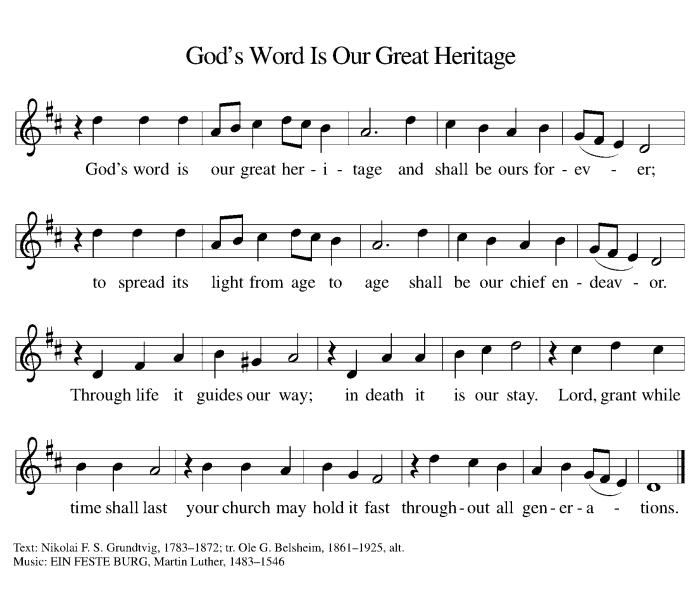 God's Word Is Our Great Heritage
God's word is our great her - i - tage and shall be ours for - ev - er;
to spread its light from age to age shall be our chief en - deav - or.
Through life it guides our way; in death it is our stay. Lord, grant while
time shall last your church may hold it fast through - out all gen - er - a - tions.
Text: Nikolai F. S. Grundtvig, 1783–1872; tr. Ole G. Belsheim, 1861–1925, alt.
Music: EIN FESTE BURG, Martin Luther, 1483–1546